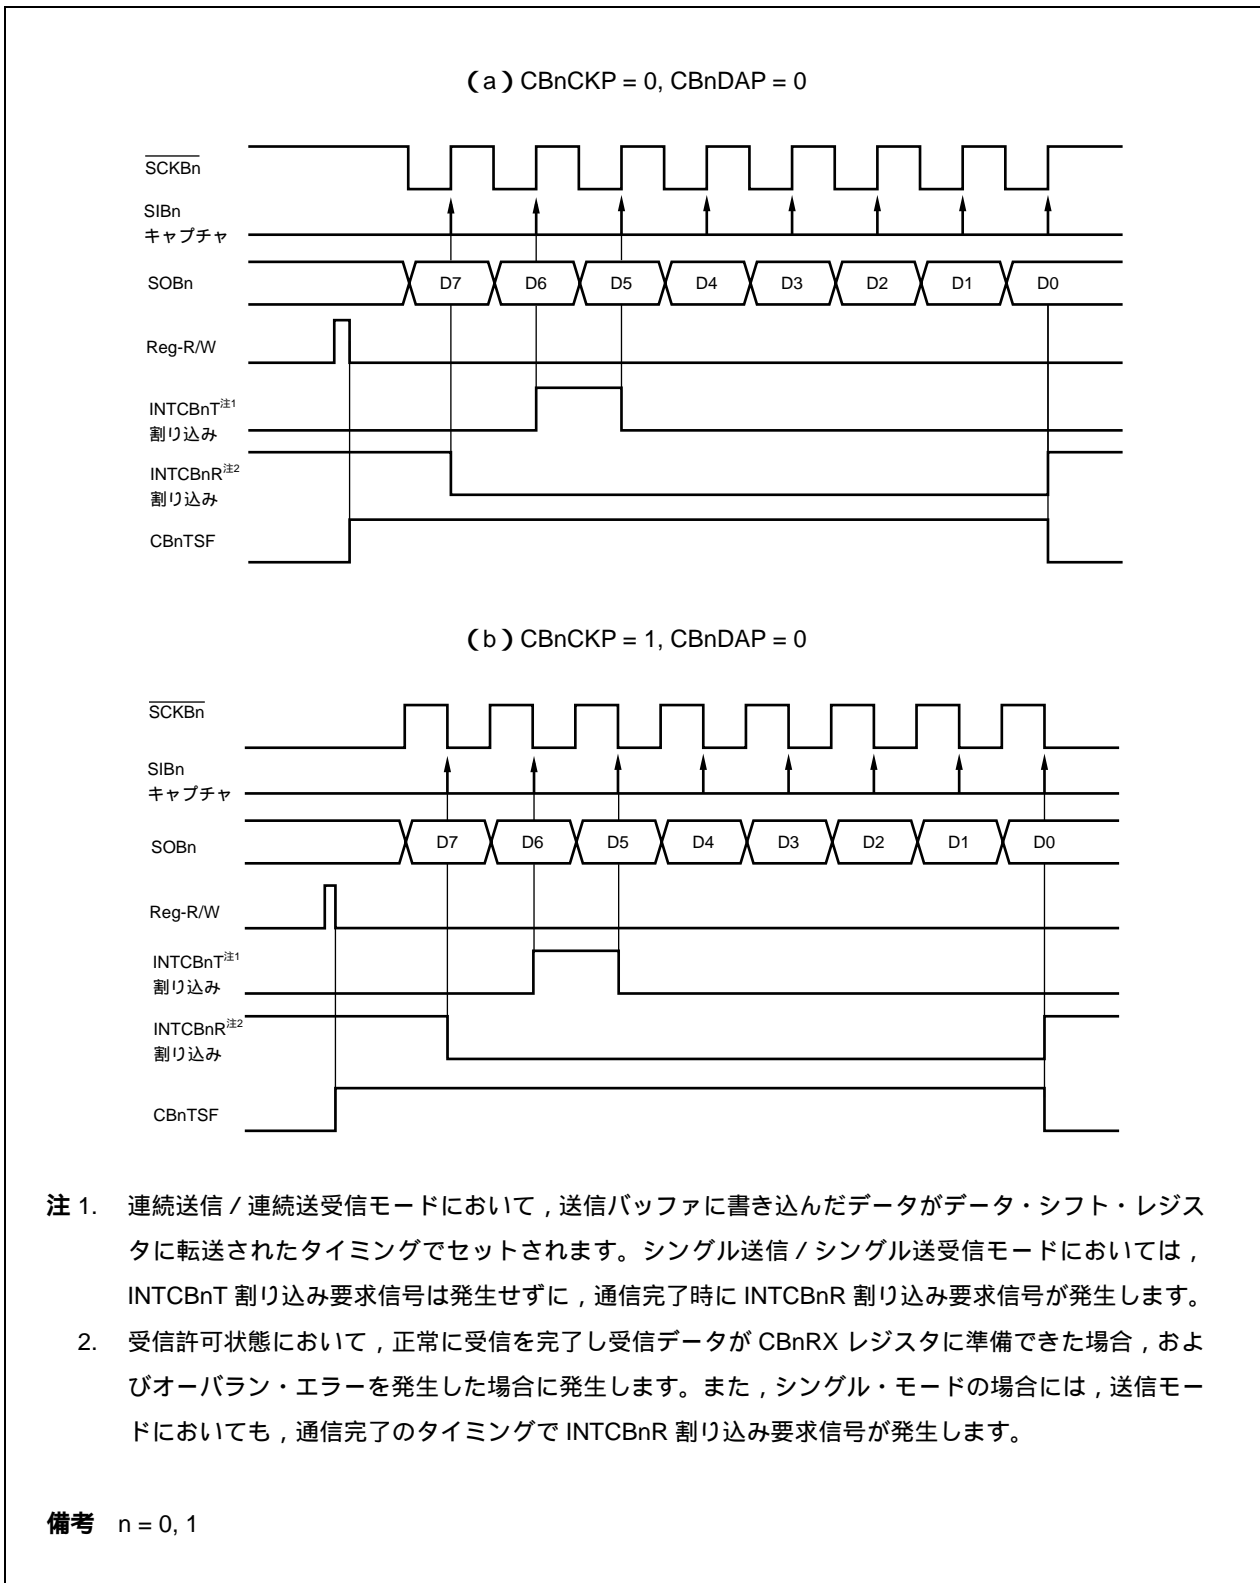 (a) CBnCKP = 0, CBnDAP = 0
SCKBn
SIBn
キャプチャ
SOBn
D7 D6 D5 D4 D3 D2 D1 D0
Reg-R/W
INTCBnT注1
割り込み
INTCBnR注2
割り込み
CBnTSF
(b) CBnCKP = 1, CBnDAP = 0
SCKBn
SIBn
キャプチャ
SOBn
D7 D6 D5 D4 D3 D2 D1 D0
Reg-R/W
INTCBnT注1
割り込み
INTCBnR注2
割り込み
CBnTSF
注 1. 連続送信/連続送受信モードにおいて，送信バッファに書き込んだデータがデータ・シフト・レジス
タに転送されたタイミングでセットされます。シングル送信/シングル送受信モードにおいては，
INTCBnT 割り込み要求信号は発生せずに，通信完了時に INTCBnR 割り込み要求信号が発生します。
2. 受信許可状態において，正常に受信を完了し受信データが CBnRX レジスタに準備できた場合，およ
びオーバラン・エラーを発生した場合に発生します。また，シングル・モードの場合には，送信モー
ドにおいても，通信完了のタイミングで INTCBnR 割り込み要求信号が発生します。
備考 n = 0, 1